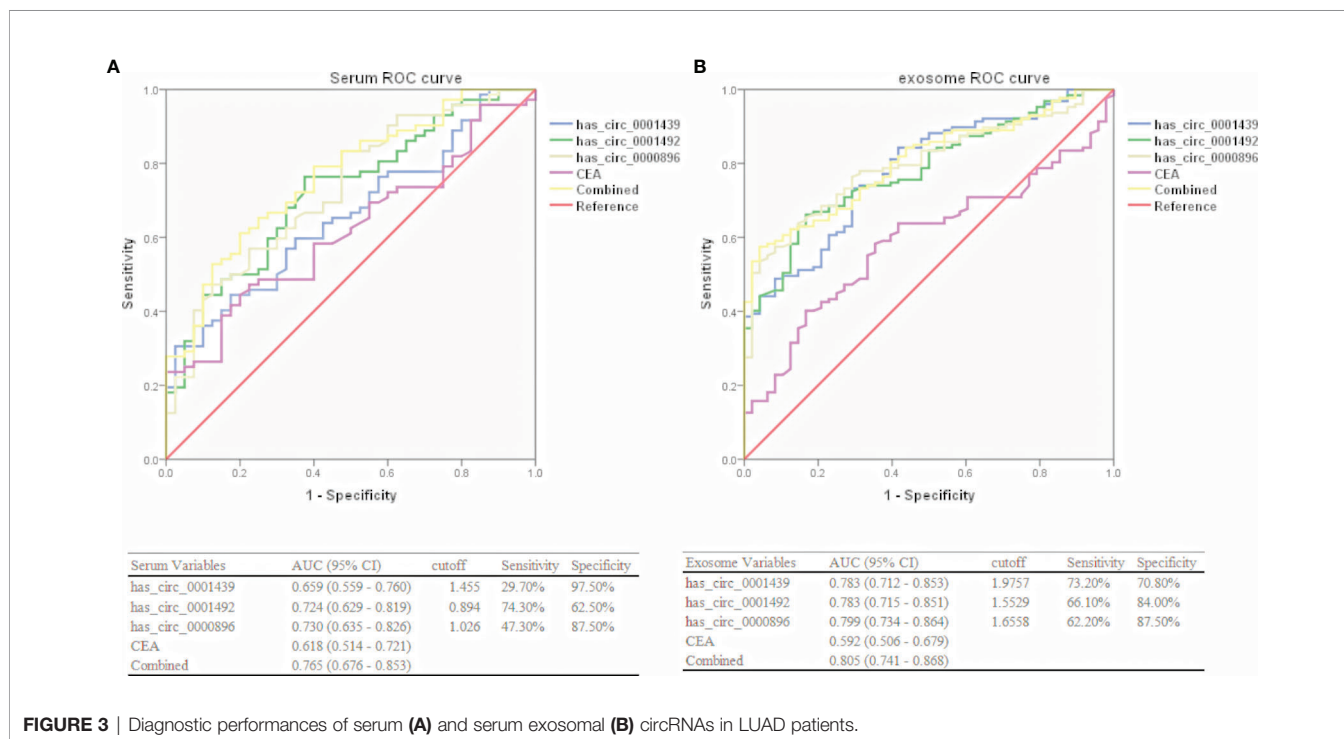 A
Serum ROC curve
1.0
0.8
0.6
0.4
0.2
0.0
Sensitivity
0.0 0.2 0.4 0.6 0.8 1.0
1 - Specificity
has_circ_0001439
has_circ_0001492
has_circ_0000896
CEA
Combined
Reference
B
exosome ROC curve
1.0
0.8
0.6
0.4
0.2
0.0
Sensitivity
0.0 0.2 0.4 0.6 0.8 1.0
1 - Specificity
has_circ_0001439
has_circ_0001492
has_circ_0000896
CEA
Combined
Reference
Serum Variables AUC (95% CI) cutoff Sensitivity Specificity
has_circ_0001439 0.659 (0.559 - 0.760) 1.455 29.70% 97.50%
has_circ_0001492 0.724 (0.629 - 0.819) 0.894 74.30% 62.50%
has_circ_0000896 0.730 (0.635 - 0.826) 1.026 47.30% 87.50%
CEA 0.618 (0.514 - 0.721)
Combined 0.765 (0.676 - 0.853)
Exosome Variables AUC (95% CI) cutoff Sensitivity Specificity
has_circ_0001439 0.783 (0.712 - 0.853) 1.9757 73.20% 70.80%
has_circ_0001492 0.783 (0.715 - 0.851) 1.5529 66.10% 84.00%
has_circ_0000896 0.799 (0.734 - 0.864) 1.6558 62.20% 87.50%
CEA 0.592 (0.506 - 0.679)
Combined 0.805 (0.741 - 0.868)
FIGURE 3 | Diagnostic performances of serum (A) and serum exosomal (B) circRNAs in LUAD patients.